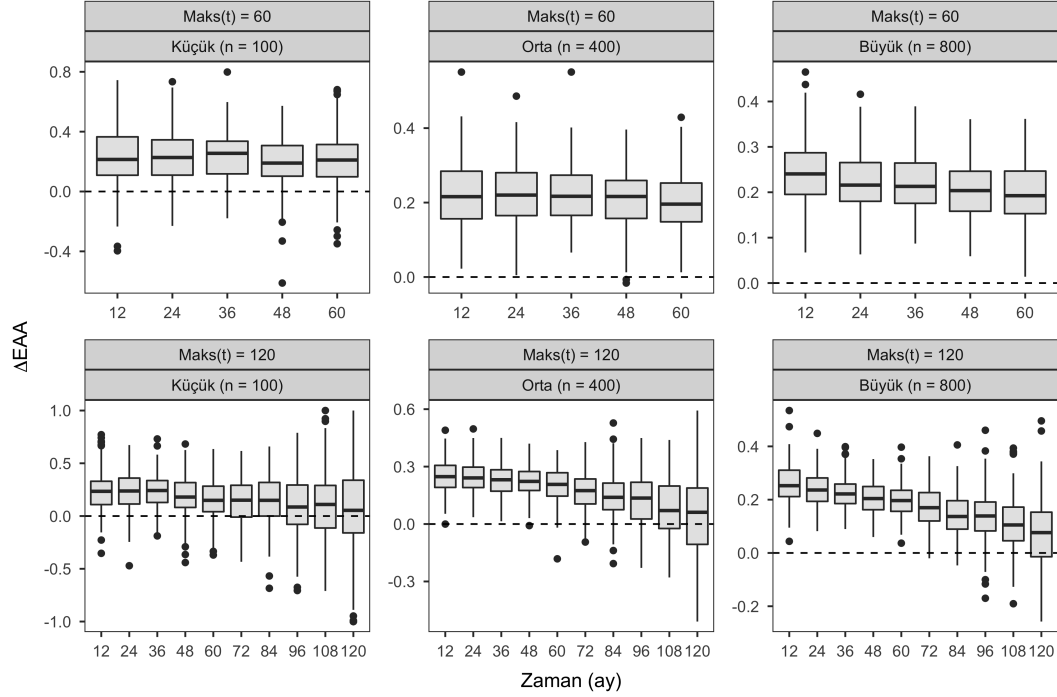 Maks(t) = 60
Küçük (n = 100)
0.8
0.4
0.0
-0.4
12 24 36 48 60
Maks(t) = 60
Orta (n = 400)
0.4
0.2
0.0
12 24 36 48 60
Maks(t) = 60
Büyük (n = 800)
0.4
0.3
0.2
0.1
0.0
12 24 36 48 60
ΔEAA
Maks(t) = 120
Küçük (n = 100)
1.0
0.5
0.0
-0.5
-1.0
12 24 36 48 60 72 84 96 108 120
Maks(t) = 120
Orta (n = 400)
0.6
0.3
0.0
-0.3
12 24 36 48 60 72 84 96 108 120
Maks(t) = 120
Büyük (n = 800)
0.4
0.2
0.0
-0.2
12 24 36 48 60 72 84 96 108 120
Zaman (ay)